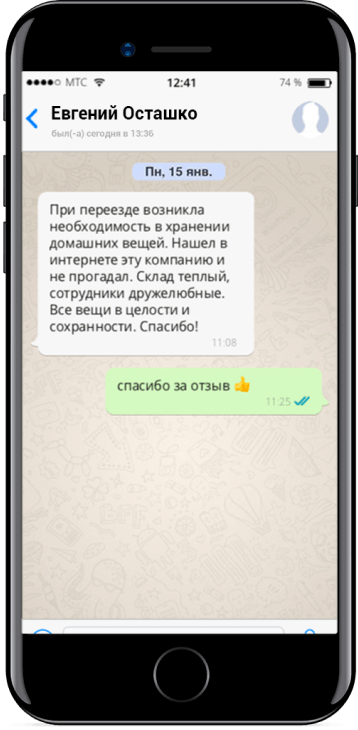 МТС 12:41 74 %
Евгений Осташко
был(-а) сегодня в 13:36
Пн, 15 янв.
При переезде возникла
необходимость в хранении
домашних вещей. Нашел в
интернете эту компанию и
не прогадал. Склад теплый,
сотрудники дружелюбные.
Все вещи в целости и
сохранности. Спасибо!
11:08
спасибо за отзыв 👍
11:25